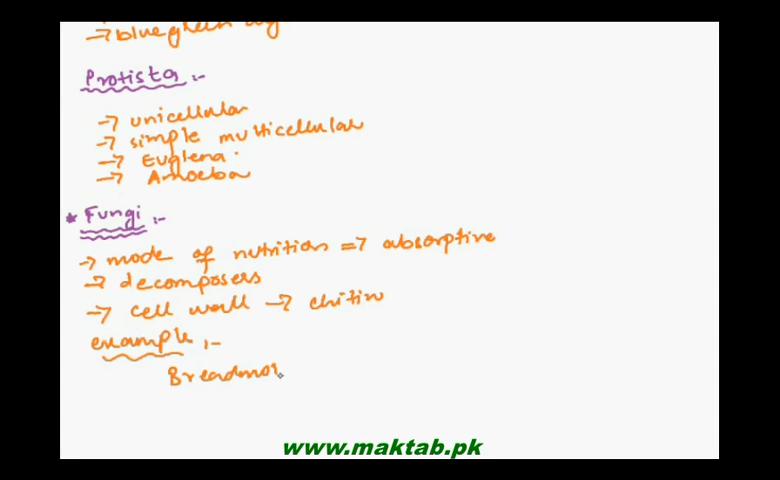 → blue green
Protista :-
→ unicellular
→ simple multicellular
→ Euglena.
→ Amoeba
* Fungi :-
→ mode of nutrition => absorptive
→ decomposers
→ cell wall → chitin
example :-
Breadmol
www.maktab.pk